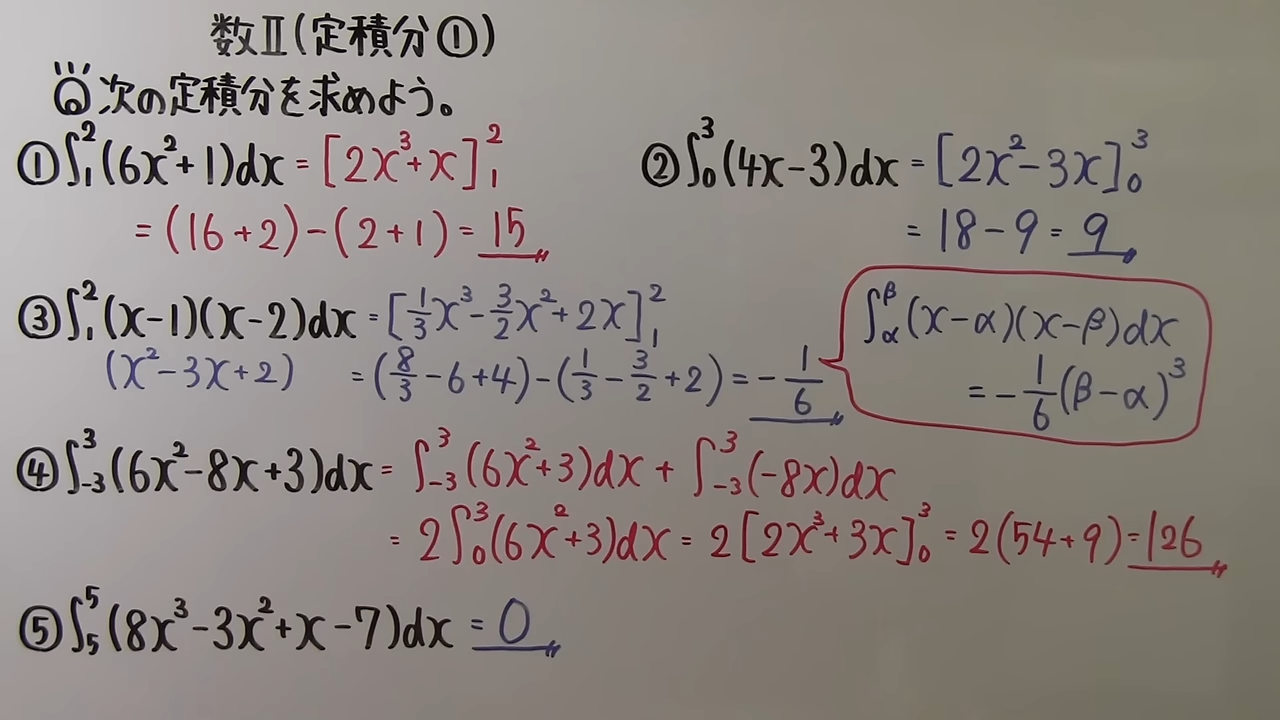 数Ⅱ(定積分①)
Q 次の定積分を求めよう。
① ∫₁²(6x²+1)dx = [2x³+x]₁²
= (16+2)-(2+1) = 15
② ∫₀³(4x-3)dx = [2x²-3x]₀³
= 18-9 = 9
③ ∫₁²(x-1)(x-2)dx = [1/3x³-3/2x²+2x]₁²
(x²-3x+2) = (8/3-6+4)-(1/3-3/2+2) = -1/6
∫_α^β(x-α)(x-β)dx
= -1/6(β-α)³
④ ∫₋₃³(6x²-8x+3)dx = ∫₋₃³(6x²+3)dx + ∫₋₃³(-8x)dx
= 2∫₀³(6x²+3)dx = 2[2x³+3x]₀³ = 2(54+9) = 126
⑤ ∫₅⁵(8x³-3x²+x-7)dx = 0